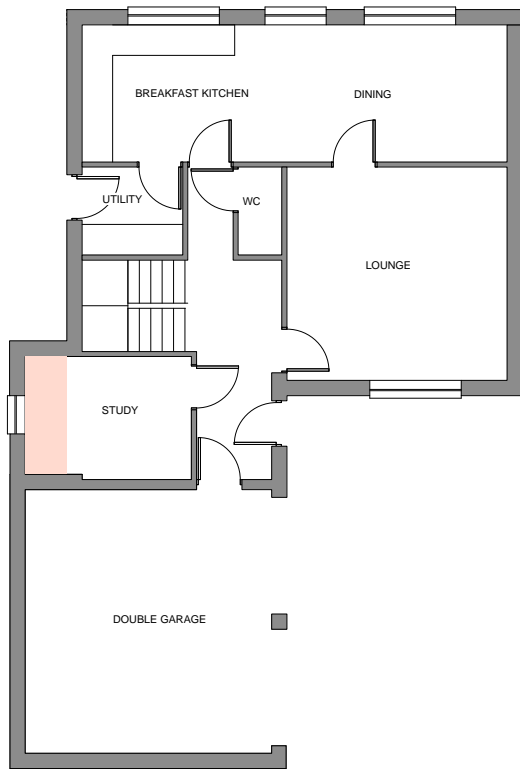 BREAKFAST KITCHEN
DINING
UTILITY
WC
LOUNGE
STUDY
DOUBLE GARAGE